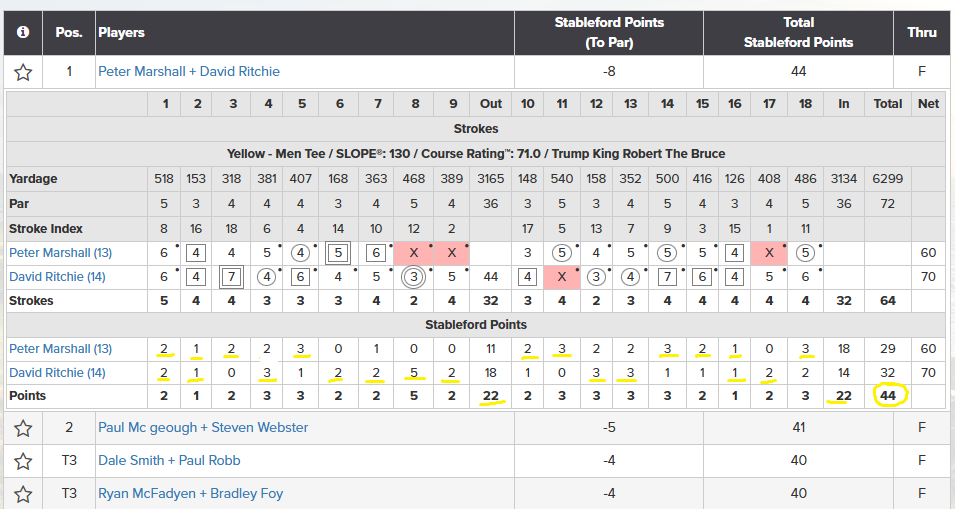 Pos. Players Stableford Points (To Par) Total Stableford Points Thru
1 Peter Marshall + David Ritchie -8 44 F
1 2 3 4 5 6 7 8 9 Out 10 11 12 13 14 15 16 17 18 In Total Net
Strokes
Yellow - Men Tee / SLOPE®: 130 / Course Rating™: 71.0 / Trump King Robert The Bruce
Yardage 518 153 318 381 407 168 363 468 389 3165 148 540 158 352 500 416 126 408 486 3134 6299
Par 5 3 4 4 4 3 4 5 4 36 3 5 3 4 5 4 3 4 5 36 72
Stroke Index 8 16 18 6 4 14 10 12 2 17 5 13 7 9 3 15 1 11
Peter Marshall (13) 6 4 4 5 4 5 6 X X 3 5 4 5 5 5 4 X 5 60
David Ritchie (14) 6 4 7 4 6 4 5 3 5 44 4 X 3 4 7 6 4 5 6 70
Strokes 5 4 4 3 3 3 4 2 4 32 3 4 2 3 4 4 4 4 4 32 64
Stableford Points
Peter Marshall (13) 2 1 2 2 3 0 1 0 0 11 2 3 2 2 3 2 1 0 3 18 29 60
David Ritchie (14) 2 1 0 3 1 2 2 5 2 18 1 0 3 3 1 1 1 2 2 14 32 70
Points 2 1 2 3 3 2 2 5 2 22 2 3 3 3 3 2 1 2 3 22 44
2 Paul Mc geough + Steven Webster -5 41 F
T3 Dale Smith + Paul Robb -4 40 F
T3 Ryan McFadyen + Bradley Foy -4 40 F